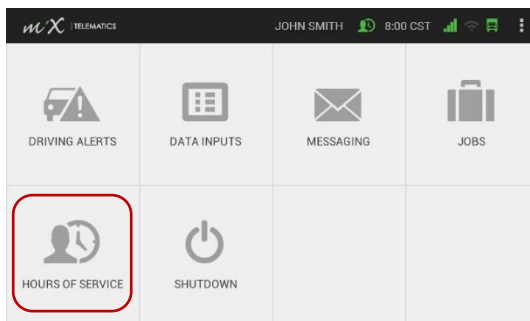 MiX TELEMATICS JOHN SMITH 8:00 CST
DRIVING ALERTS DATA INPUTS MESSAGING JOBS
HOURS OF SERVICE SHUTDOWN